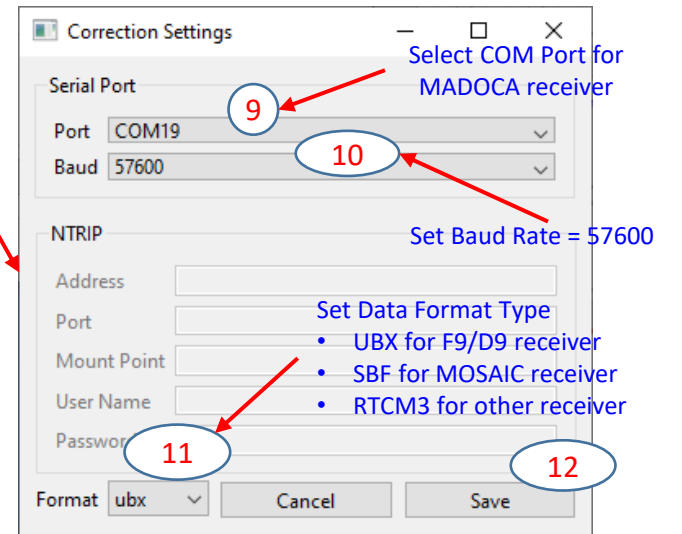 Correction Settings
Select COM Port for
MADOCA receiver
Serial Port
9
Port COM19
10
Baud 57600
Set Baud Rate = 57600
NTRIP
Address
Set Data Format Type
Port
• UBX for F9/D9 receiver
Mount Point
• SBF for MOSAIC receiver
User Name
• RTCM3 for other receiver
11
12
Format ubx Cancel Save